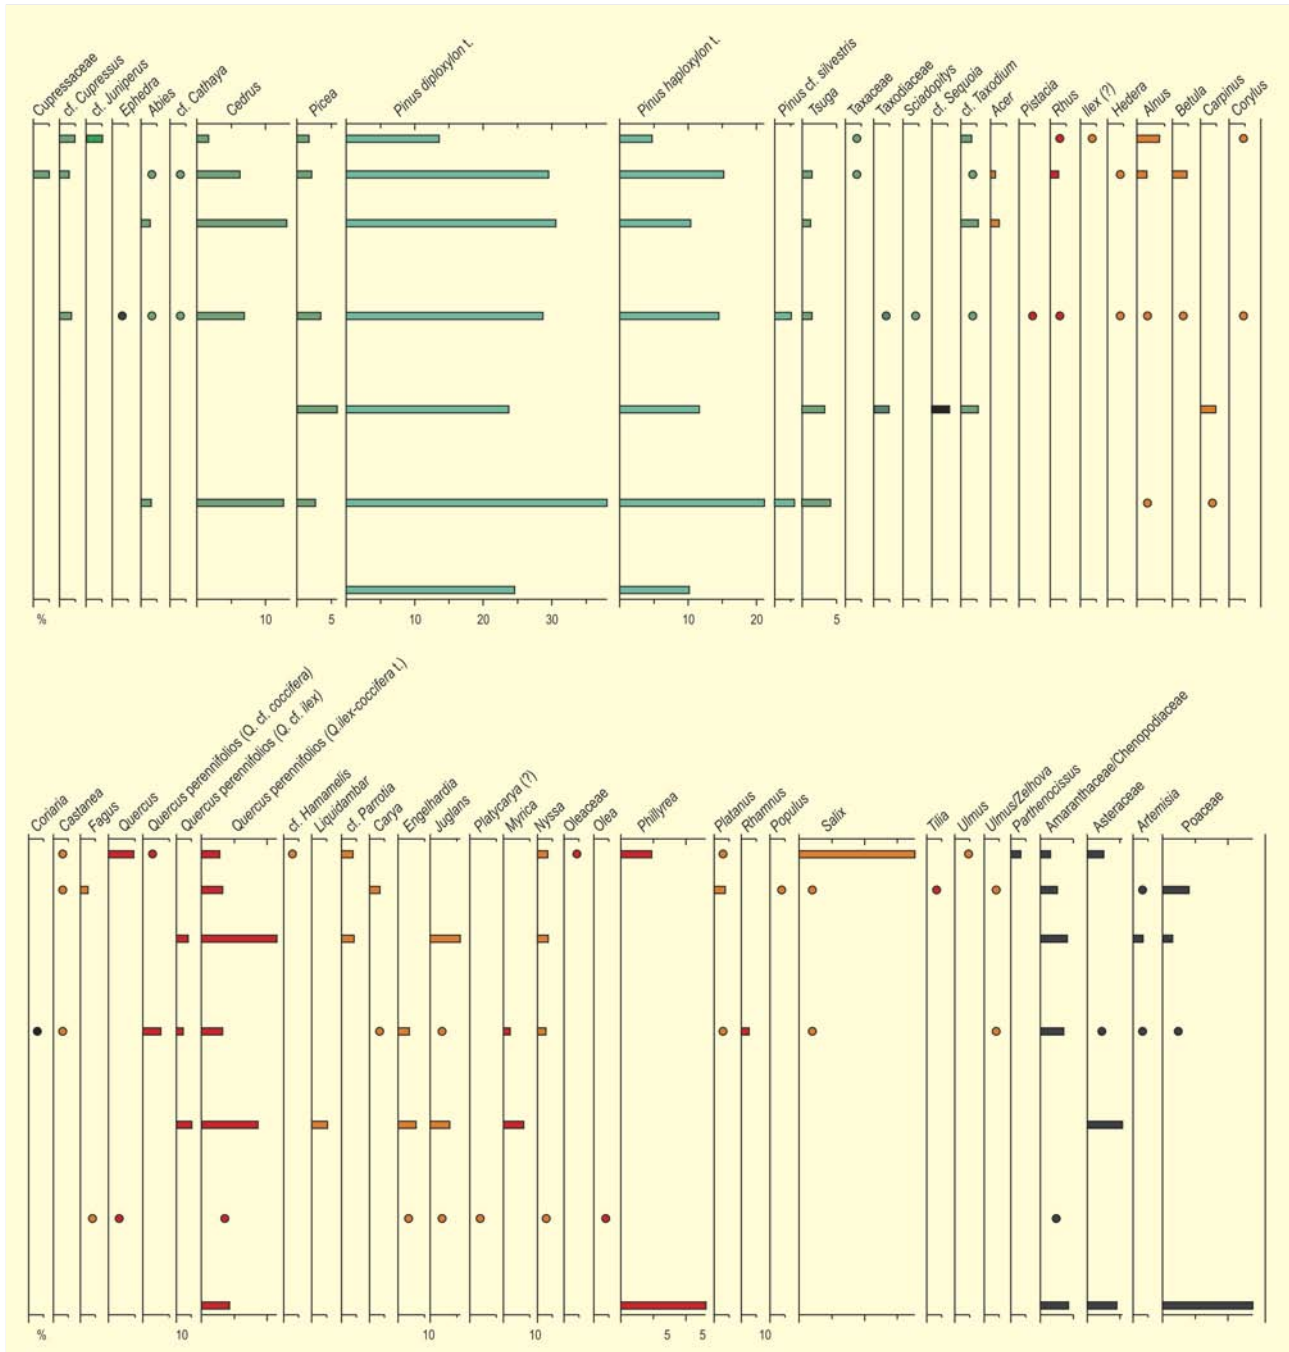 Cupressaceae
cf. Cupressus
cf. Juniperus
Ephedra
Abies
cf. Cathaya
Cedrus
Picea
Pinus diploxylon t.
Pinus haploxylon t.
Pinus cf. silvestris
Tsuga
Taxaceae
Taxodiaceae
Sciadopitys
cf. Sequoia
cf. Taxodium
Acer
Pistacia
Rhus
Ilex (?)
Hedera
Alnus
Betula
Carpinus
Corylus
% 10 5 10 20 30 10 20 5
Coriaria
Castanea
Fagus
Quercus
Quercus perennifolios (Q. cf. coccifera)
Quercus perennifolios (Q. cf. ilex)
Quercus perennifolios (Q.ilex-coccifera t.)
cf. Hamamelis
Liquidambar
cf. Parrotia
Carya
Engelhardia
Juglans
Platycarya (?)
Myrica
Nyssa
Oleaceae
Olea
Phillyrea
Platanus
Rhamnus
Populus
Salix
Tilia
Ulmus
Ulmus/Zelhova
Parthenocissus
Amaranthaceae/Chenopodiaceae
Asteraceae
Artemisia
Poaceae
% 10 10 10 5 5 10